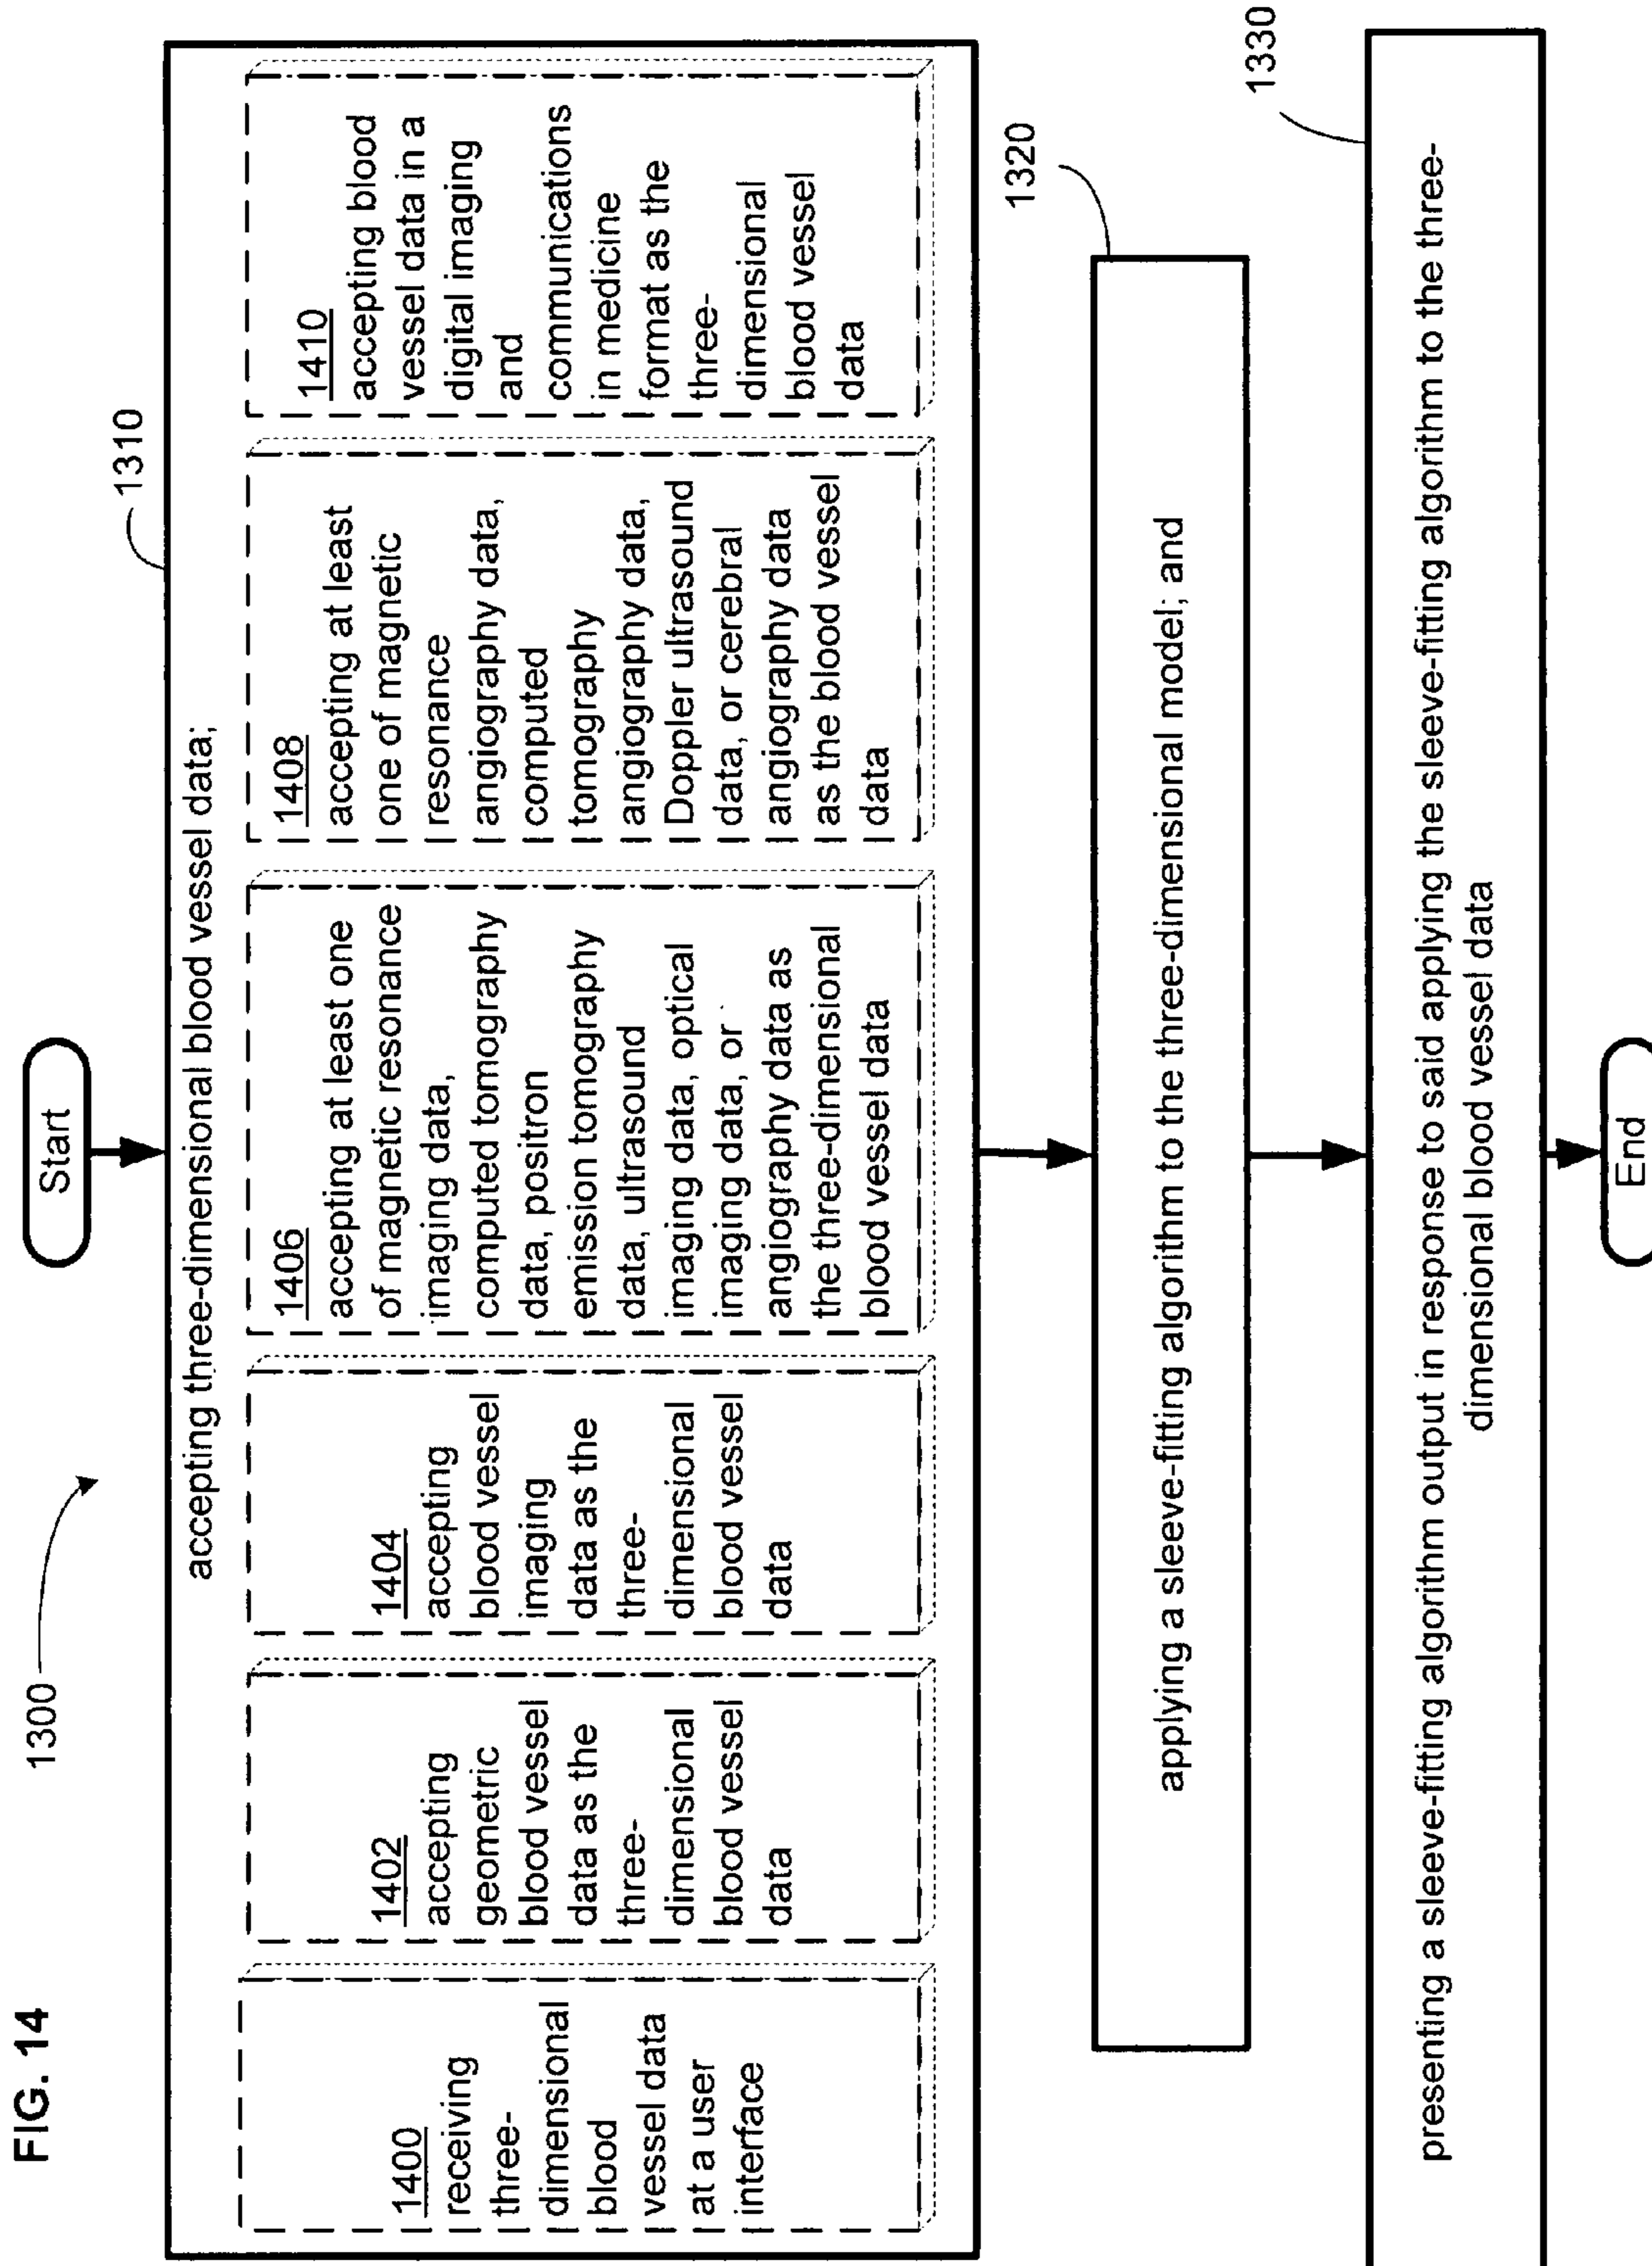 FIG. 14
1300
Start
1310
accepting three-dimensional blood vessel data;
1400
receiving
three-
dimensional
blood
vessel data
at a user
interface
1402
accepting
geometric
blood vessel
data as the
three-
dimensional
blood vessel
data
1404
accepting
blood vessel
imaging
data as the
three-
dimensional
blood vessel
data
1406
accepting at least one
of magnetic resonance
imaging data,
computed tomography
data, positron
emission tomography
data, ultrasound
imaging data, optical
imaging data, or
angiography data as
the three-dimensional
blood vessel data
1408
accepting at least
one of magnetic
resonance
angiography data,
computed
tomography
angiography data,
Doppler ultrasound
data, or cerebral
angiography data
as the blood vessel
data
1410
accepting blood
vessel data in a
digital imaging
and
communications
in medicine
format as the
three-
dimensional
blood vessel
data
1320
applying a sleeve-fitting algorithm to the three-dimensional model; and
1330
presenting a sleeve-fitting algorithm output in response to said applying the sleeve-fitting algorithm to the three-
dimensional blood vessel data
End